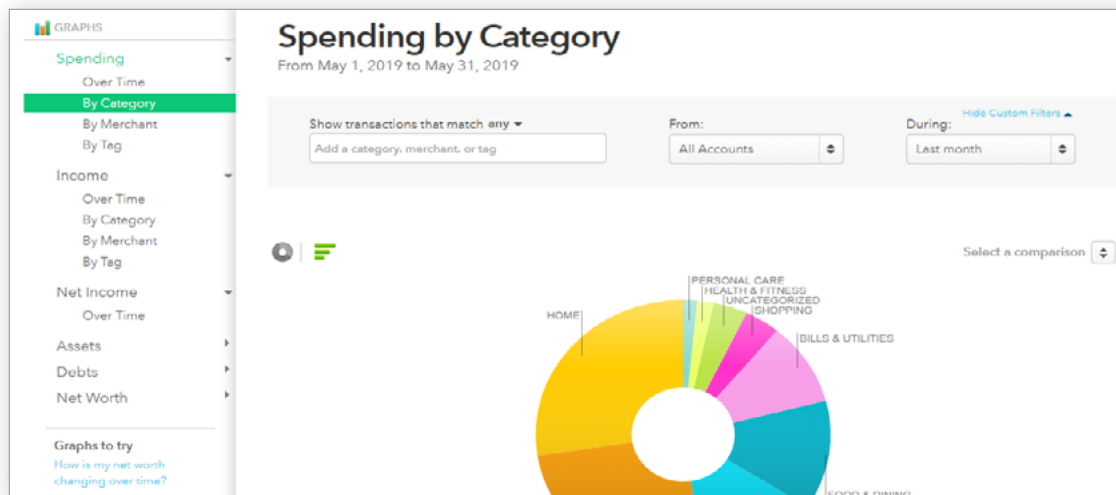 GRAPHS
Spending
Over Time
By Category
By Merchant
By Tag
Income
Over Time
By Category
By Merchant
By Tag
Net Income
Over Time
Assets
Debts
Net Worth
Graphs to try
How is my net worth
changing over time?
Spending by Category
From May 1, 2019 to May 31, 2019
Hide Custom Filters
Show transactions that match any
Add a category, merchant, or tag
From:
All Accounts
During:
Last month
Select a comparison
PERSONAL CARE
HEALTH & FITNESS
UNCATEGORIZED
SHOPPING
HOME
BILLS & UTILITIES
FOOD & DINING